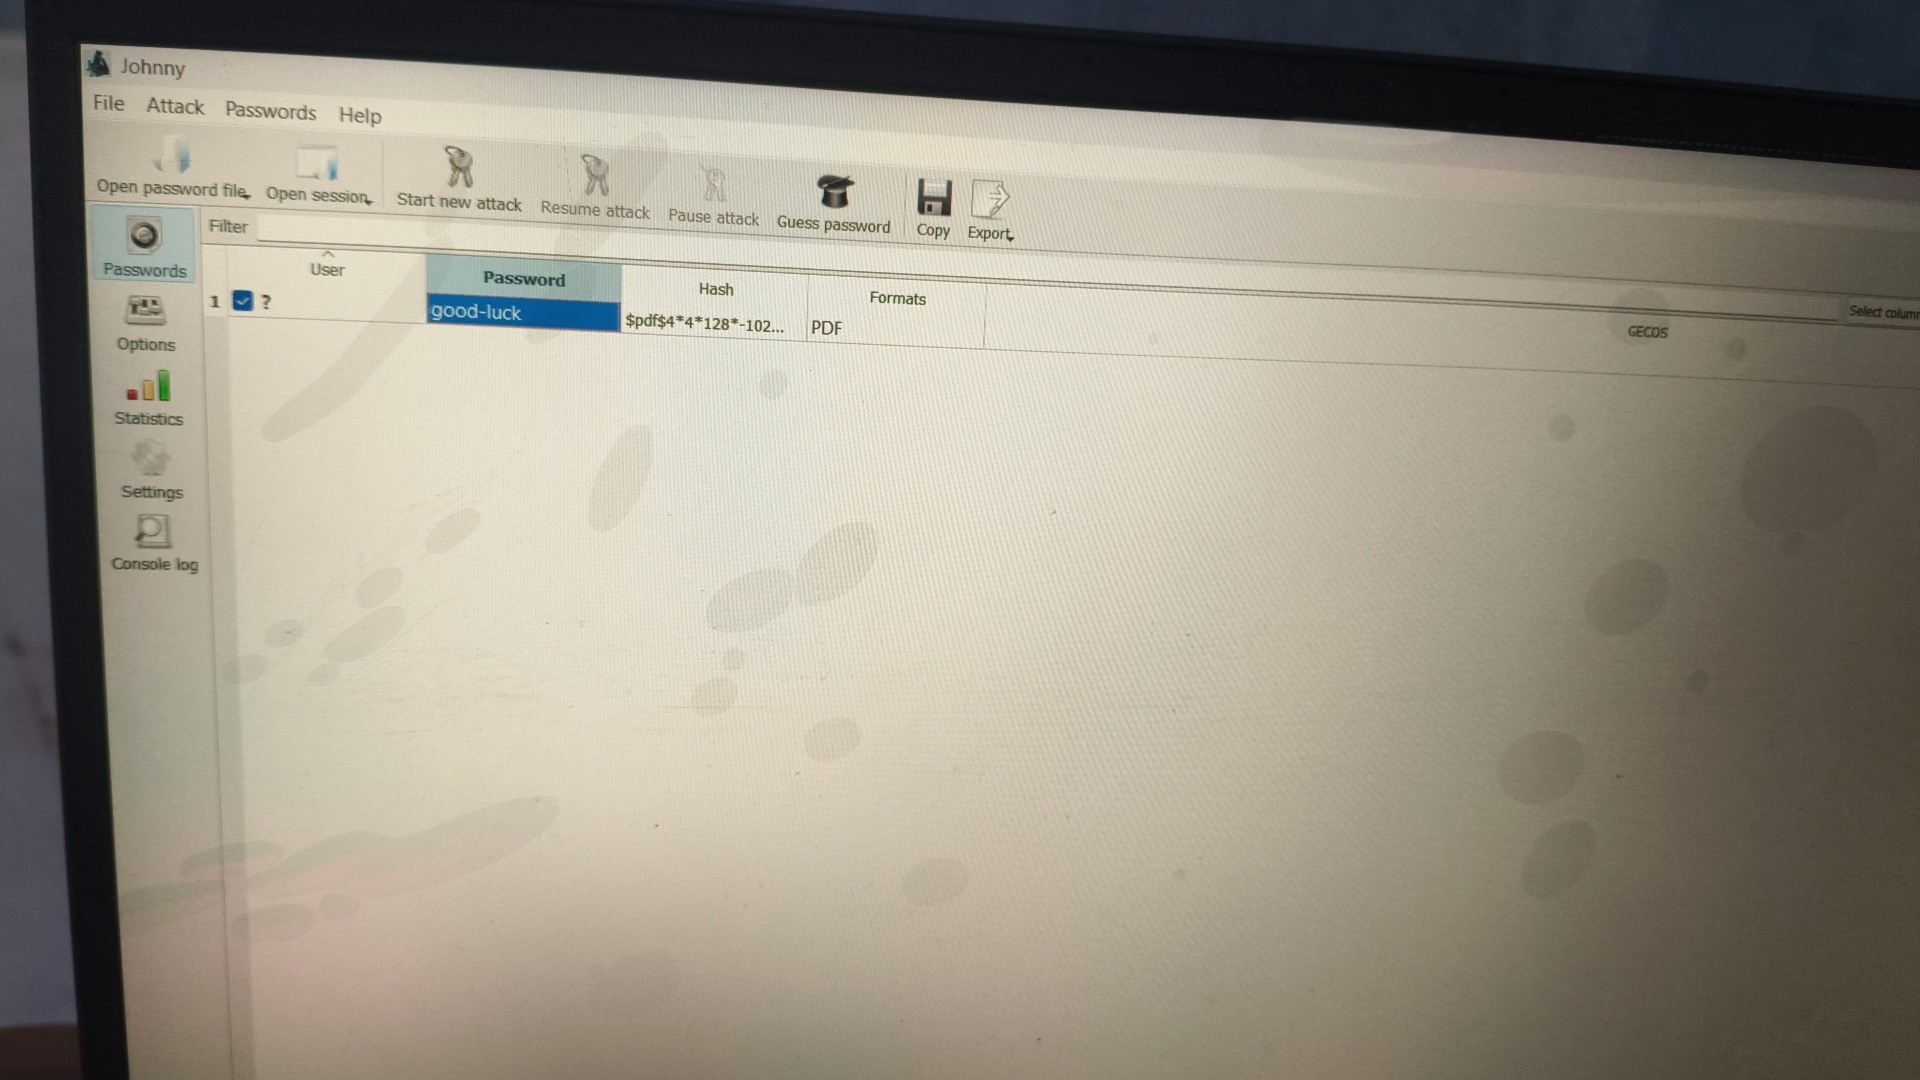 Johnny
File Attack Passwords Help
Open password file Open session Start new attack Resume attack Pause attack Guess password Copy Export
Passwords
Filter
Select column
User Password Hash Formats GECOS
1 ? good-luck $pdf$4*4*128*-102... PDF
Options
Statistics
Settings
Console log